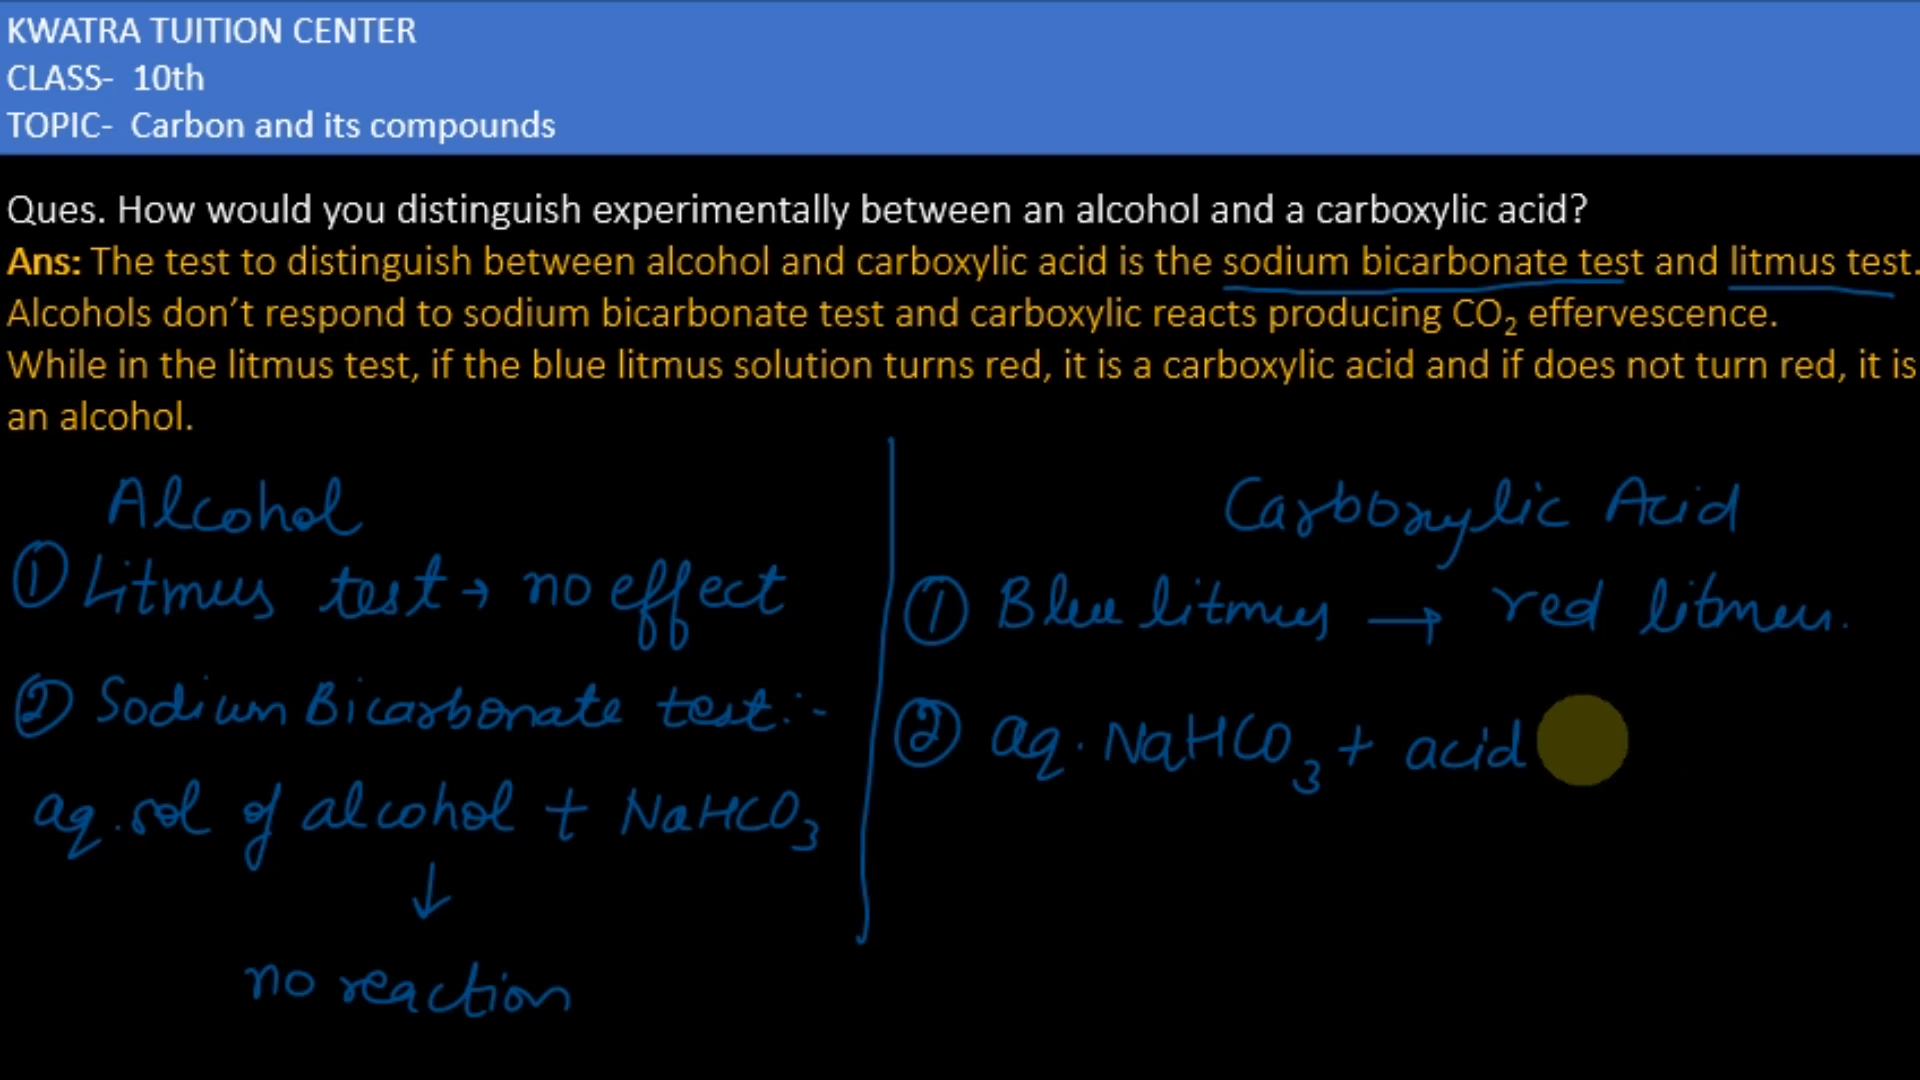 KWATRA TUITION CENTER
CLASS- 10th
TOPIC- Carbon and its compounds
Ques. How would you distinguish experimentally between an alcohol and a carboxylic acid?
Ans: The test to distinguish between alcohol and carboxylic acid is the sodium bicarbonate test and litmus test.
Alcohols don’t respond to sodium bicarbonate test and carboxylic reacts producing CO₂ effervescence.
While in the litmus test, if the blue litmus solution turns red, it is a carboxylic acid and if does not turn red, it is
an alcohol.
Alcohol
① Litmus test → no effect
② Sodium Bicarbonate test:-
aq. sol of alcohol + NaHCO₃
↓
no reaction
Carboxylic Acid
① Blue litmus → red litmus.
② aq. NaHCO₃ + acid